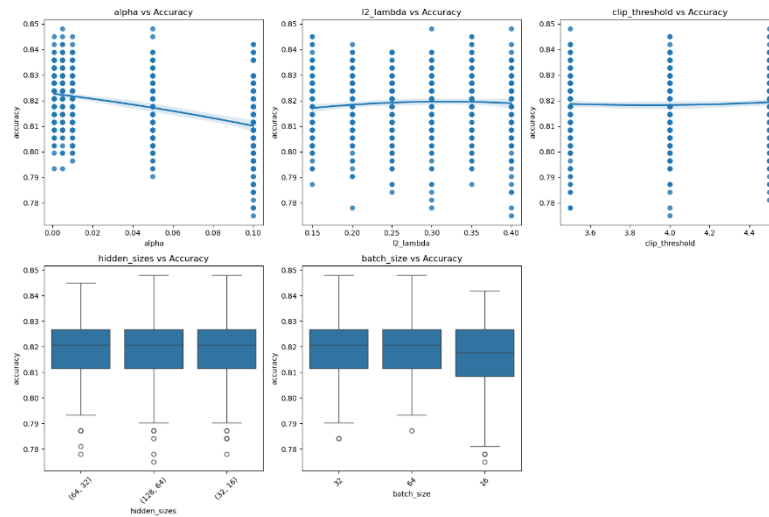 alpha vs Accuracy
l2_lambda vs Accuracy
clip_threshold vs Accuracy
0.85
0.84
0.83
0.82
0.81
0.80
0.79
0.78
accuracy
0.00 0.02 0.04 0.06 0.08 0.10
alpha
0.85
0.84
0.83
0.82
0.81
0.80
0.79
0.78
accuracy
0.15 0.20 0.25 0.30 0.35 0.40
l2_lambda
0.85
0.84
0.83
0.82
0.81
0.80
0.79
0.78
accuracy
3.6 3.8 4.0 4.2 4.4
clip_threshold
hidden_sizes vs Accuracy
batch_size vs Accuracy
0.85
0.84
0.83
0.82
0.81
0.80
0.79
0.78
accuracy
(64, 32) (128, 64) (32, 16)
hidden_sizes
0.85
0.84
0.83
0.82
0.81
0.80
0.79
0.78
accuracy
32 64 16
batch_size